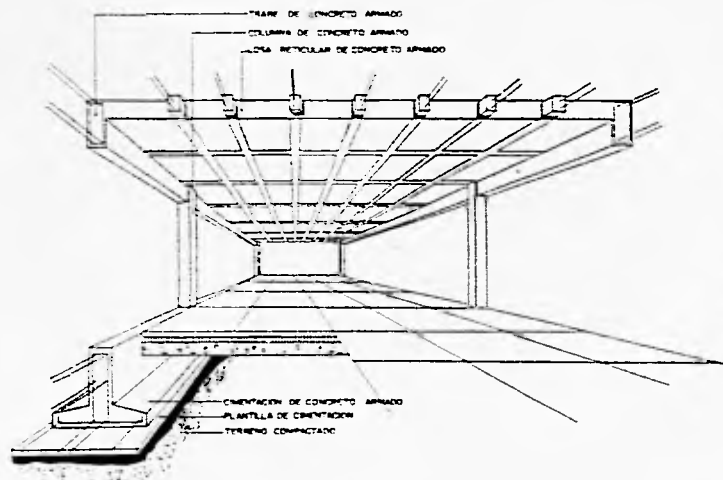 TRABE DE CONCRETO ARMADO
COLUMNA DE CONCRETO ARMADO
LOSA RETICULAR DE CONCRETO ARMADO
CIMENTACION DE CONCRETO ARMADO
PLANTILLA DE CIMENTACION
TERRENO COMPACTADO